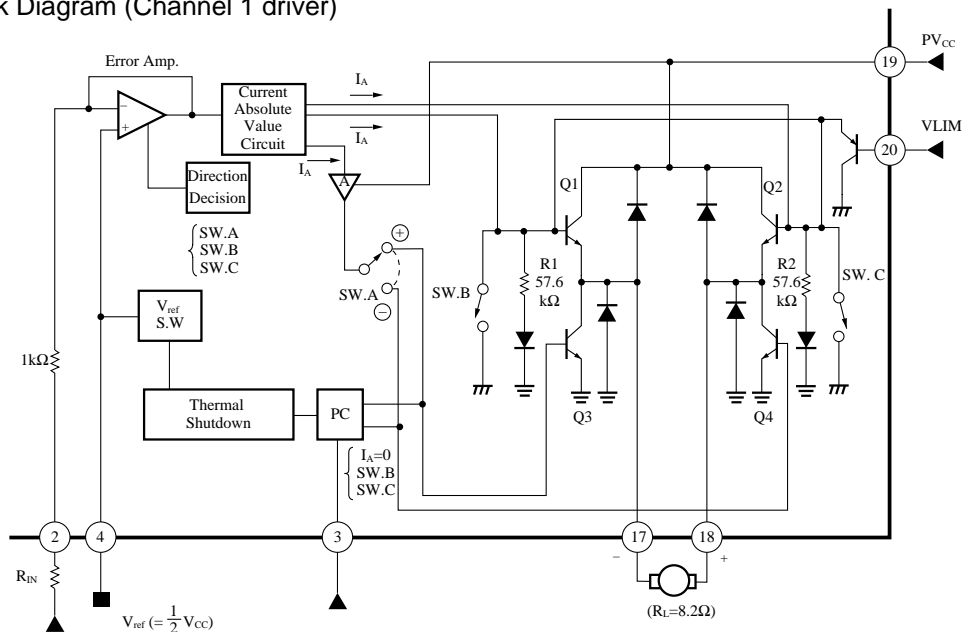 k Diagram (Channel 1 driver)
PVCC
19
Error Amp.
IA
Current
Absolute
Value
Circuit
−
+
IA
VLIM
20
IA
Direction
Decision
A
Q1
Q2
SW.A
SW.B
SW.C
+
SW.A
−
SW.B
R1
57.6
kΩ
R2
57.6
kΩ
SW. C
Vref
S.W
1kΩ
Thermal
Shutdown
PC
Q3
Q4
IA=0
SW.B
SW.C
2
4
3
17
18
−
+
RIN
(RL=8.2Ω)
Vref (= 1/2 VCC)